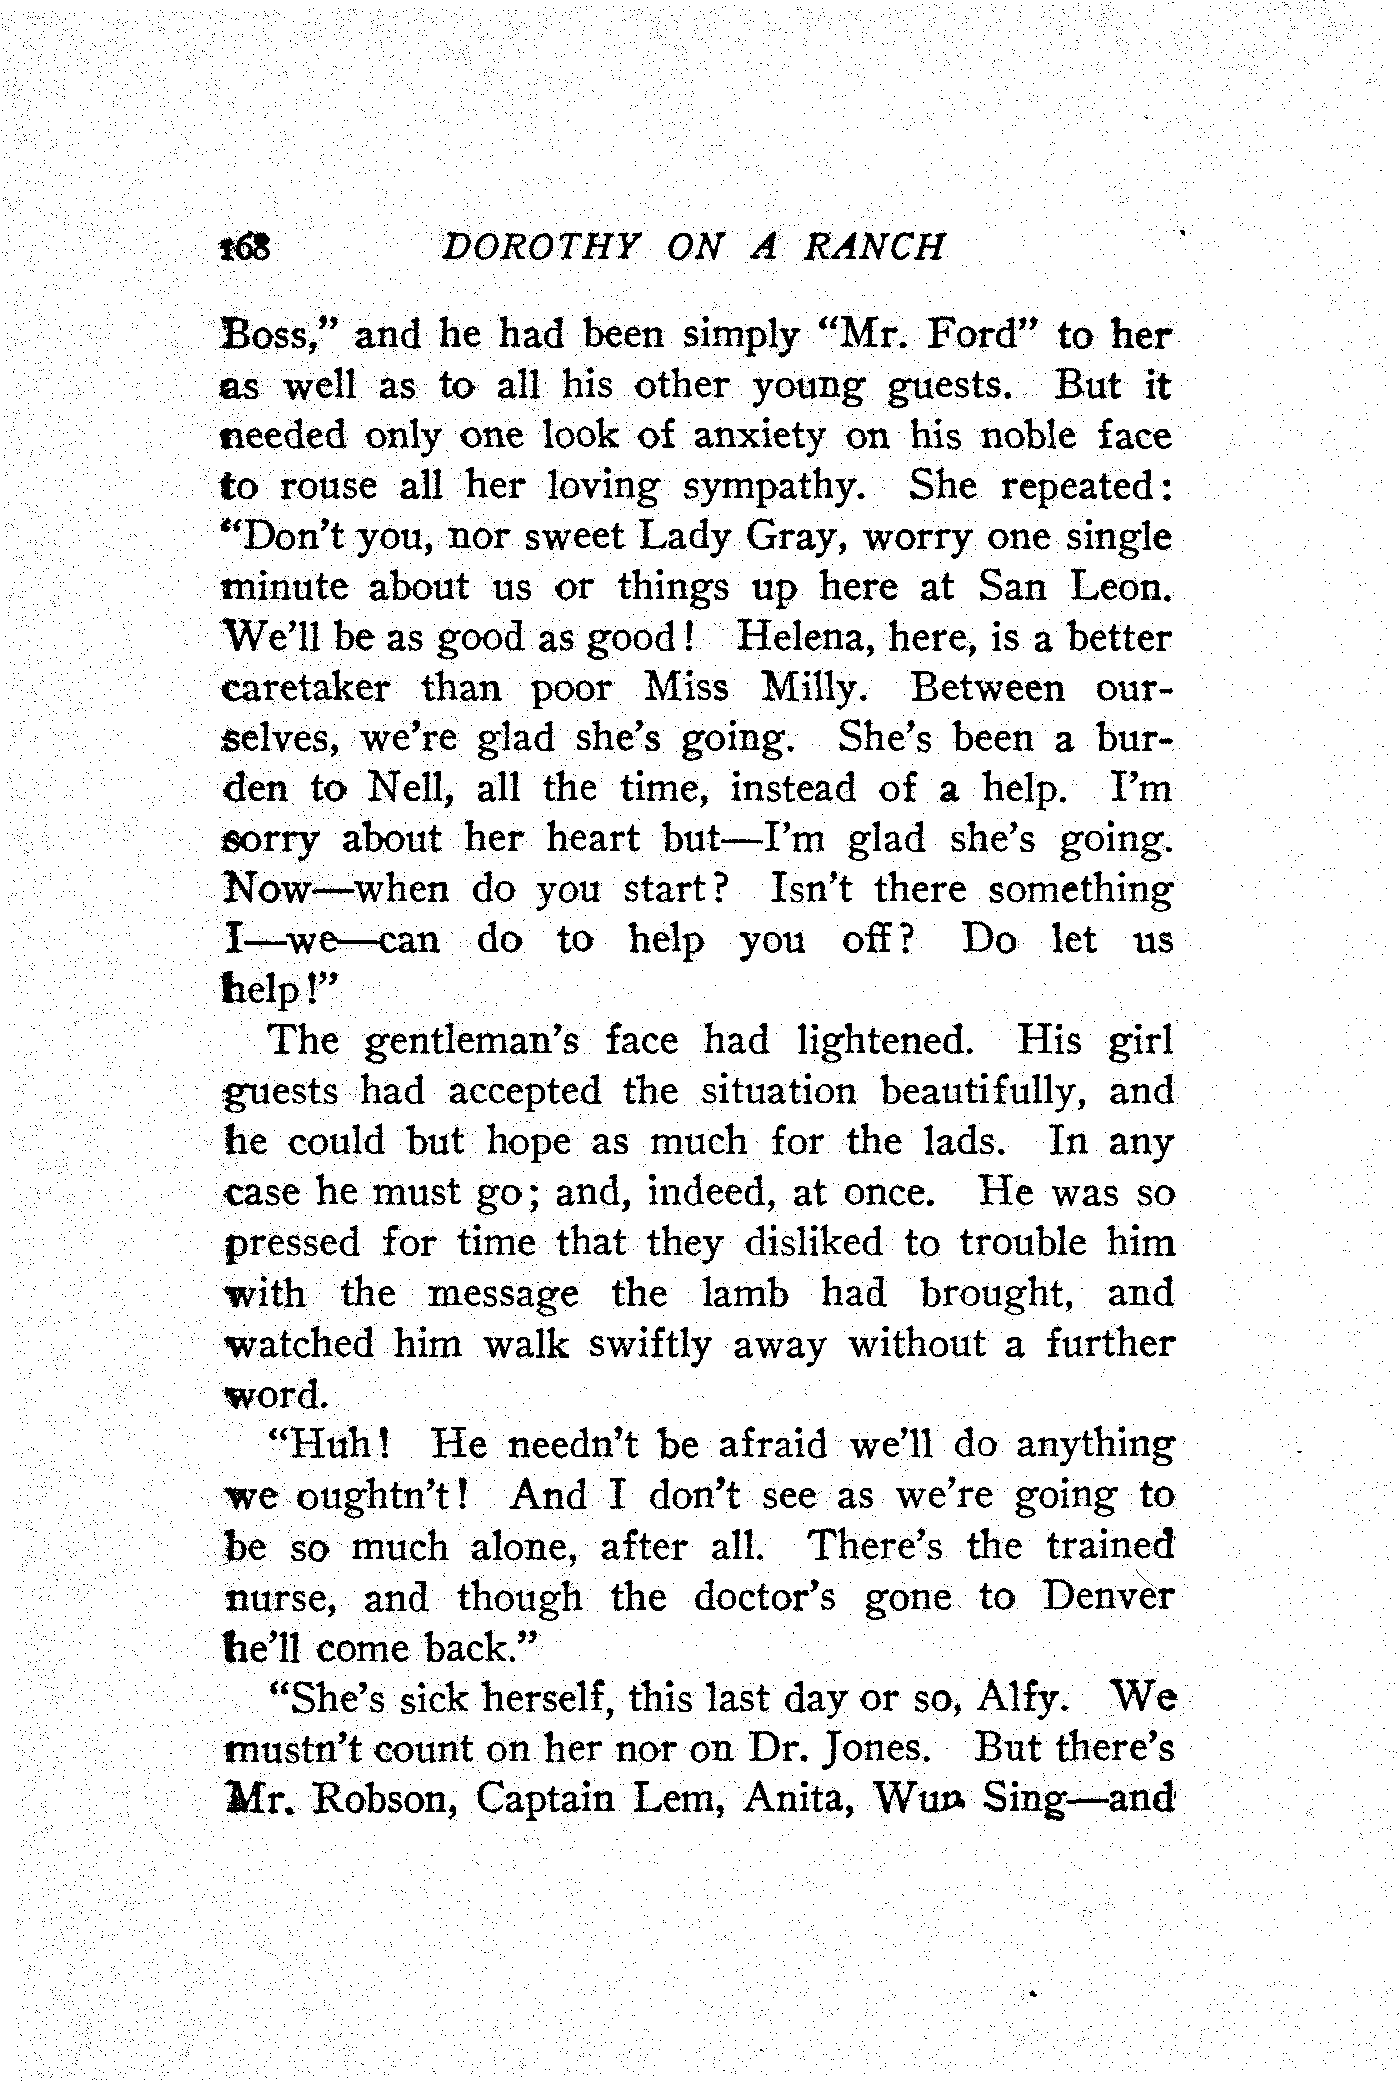 168 DOROTHY ON A RANCH
Boss,” and he had been simply “Mr. Ford” to her
as well as to all his other young guests. But it
needed only one look of anxiety on his noble face
to rouse all her loving sympathy. She repeated:
“Don’t you, nor sweet Lady Gray, worry one single
minute about us or things up here at San Leon.
We’ll be as good as good! Helena, here, is a better
caretaker than poor Miss Milly. Between our-
selves, we’re glad she’s going. She’s been a bur-
den to Nell, all the time, instead of a help. I’m
sorry about her heart but—I’m glad she’s going.
Now—when do you start? Isn’t there something
I—we—can do to help you off? Do let us
help!”
The gentleman’s face had lightened. His girl
guests had accepted the situation beautifully, and
he could but hope as much for the lads. In any
case he must go; and, indeed, at once. He was so
pressed for time that they disliked to trouble him
with the message the lamb had brought, and
watched him walk swiftly away without a further
word.
“Huh! He needn’t be afraid we’ll do anything
we oughtn’t! And I don’t see as we’re going to
be so much alone, after all. There’s the trained
nurse, and though the doctor’s gone to Denver
he’ll come back.”
“She’s sick herself, this last day or so, Alfy. We
mustn’t count on her nor on Dr. Jones. But there’s
Mr. Robson, Captain Lem, Anita, Wun Sing—and